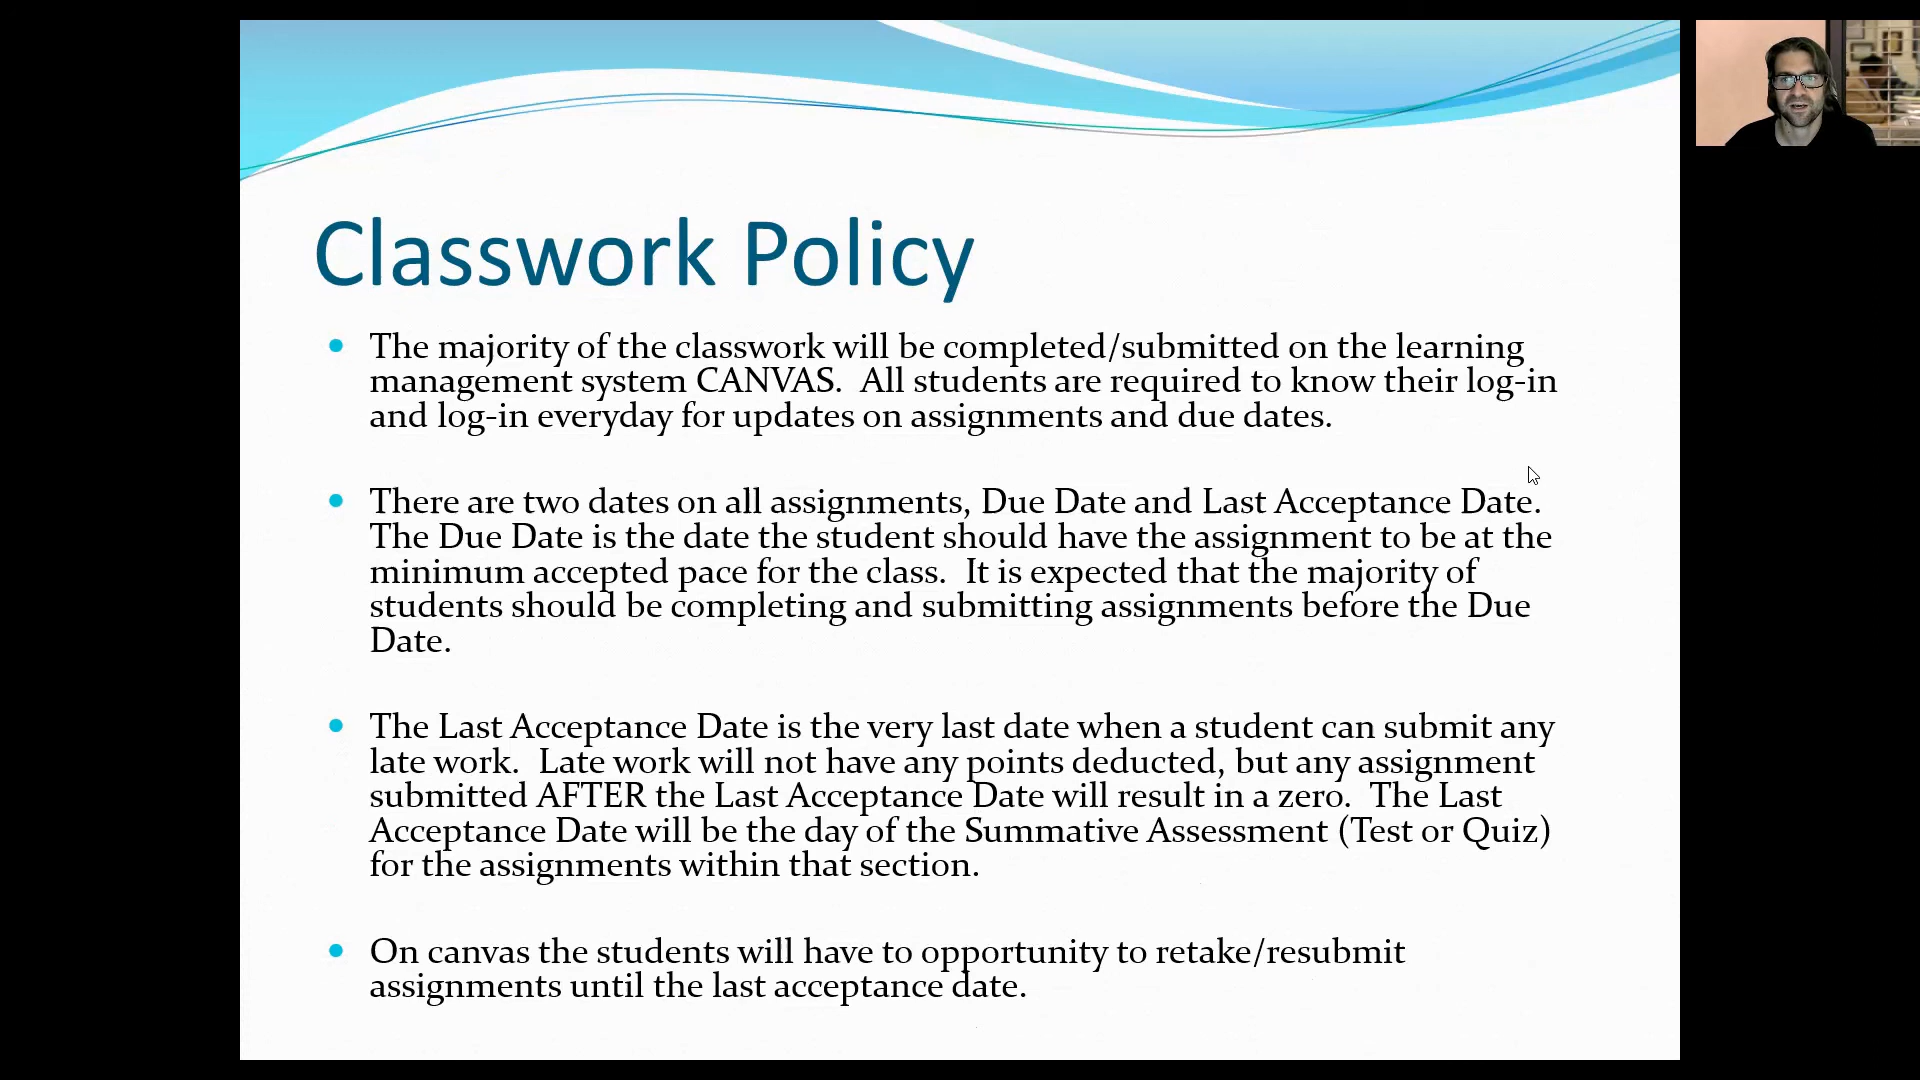 Classwork Policy
The majority of the classwork will be completed/submitted on the learning
management system CANVAS.  All students are required to know their log-in
and log-in everyday for updates on assignments and due dates.
There are two dates on all assignments, Due Date and Last Acceptance Date.
The Due Date is the date the student should have the assignment to be at the
minimum accepted pace for the class.  It is expected that the majority of
students should be completing and submitting assignments before the Due
Date.
The Last Acceptance Date is the very last date when a student can submit any
late work.  Late work will not have any points deducted, but any assignment
submitted AFTER the Last Acceptance Date will result in a zero.  The Last
Acceptance Date will be the day of the Summative Assessment (Test or Quiz)
for the assignments within that section.
On canvas the students will have to opportunity to retake/resubmit
assignments until the last acceptance date.